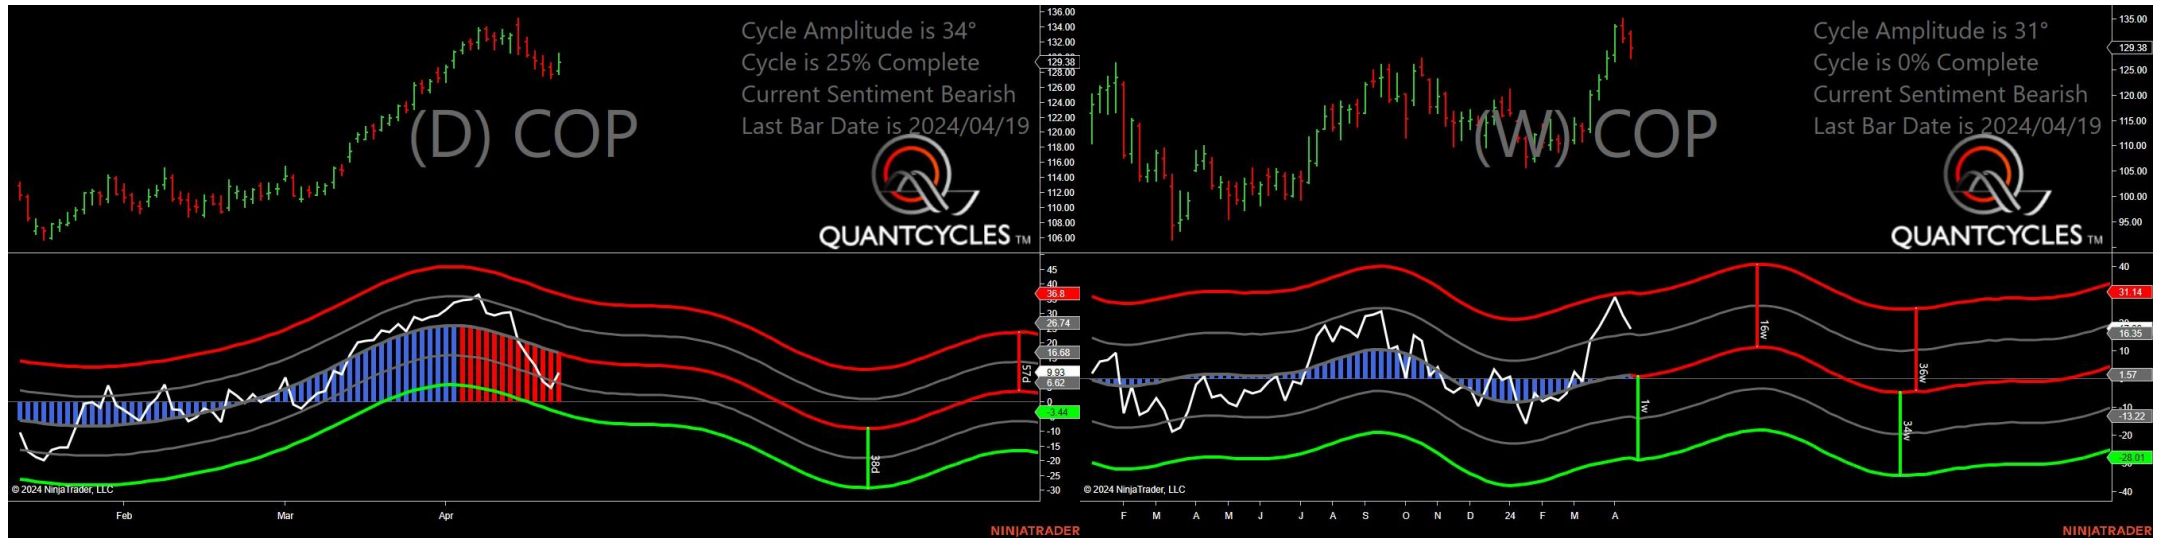 Cycle Amplitude is 34°
Cycle is 25% Complete
Current Sentiment Bearish
Last Bar Date is 2024/04/19
(D) COP
QUANTCYCLES TM
136.00
134.00
132.00
129.38
128.00
126.00
124.00
122.00
120.00
118.00
116.00
114.00
112.00
110.00
108.00
106.00
45
36.8
30
26.74
16.68
9.93
6.62
0
-3.44
-10
-15
-20
-25
-30
57d
38d
© 2024 NinjaTrader, LLC
Feb Mar Apr
NINJATRADER
Cycle Amplitude is 31°
Cycle is 0% Complete
Current Sentiment Bearish
Last Bar Date is 2024/04/19
(W) COP
QUANTCYCLES TM
135.00
129.38
125.00
120.00
115.00
110.00
105.00
100.00
95.00
40
31.14
16.35
10
1.57
-13.22
-20
-28.01
-40
1w
16w
34w
36w
© 2024 NinjaTrader, LLC
F M A M J J A S O N D 24 F M A
NINJATRADER